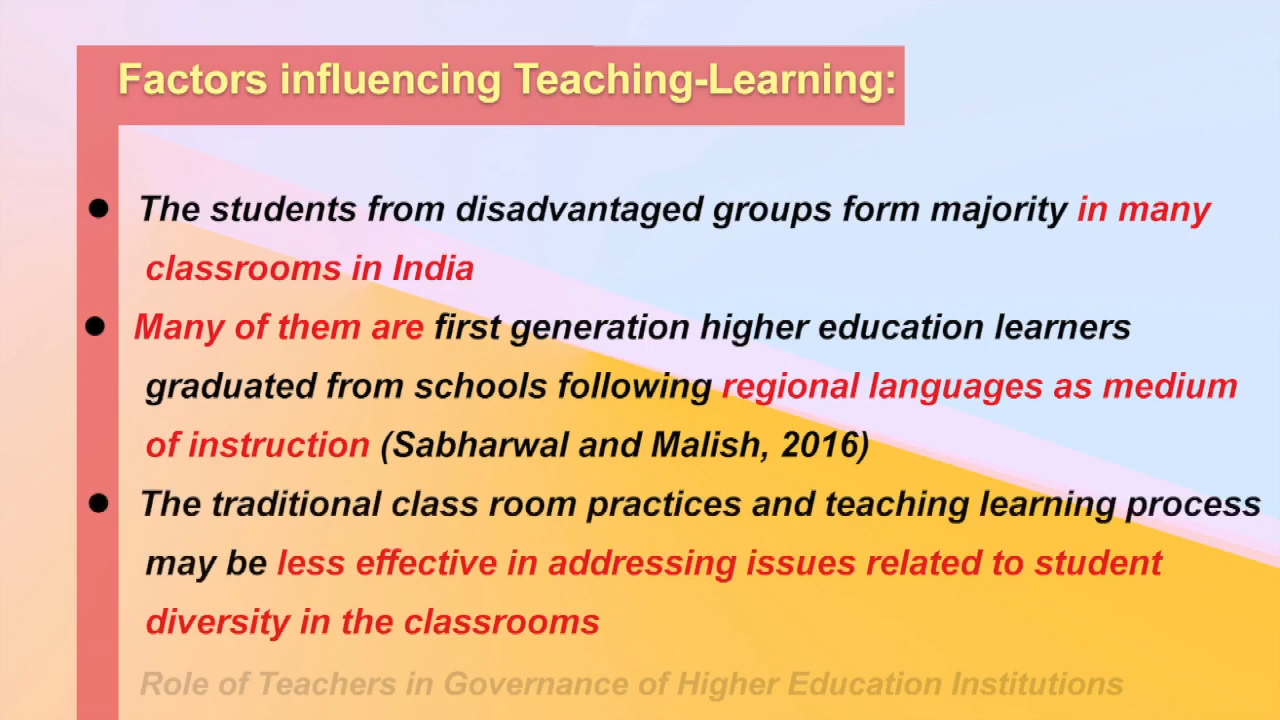 Factors influencing Teaching-Learning:
● The students from disadvantaged groups form majority in many
classrooms in India
● Many of them are first generation higher education learners
graduated from schools following regional languages as medium
of instruction (Sabharwal and Malish, 2016)
● The traditional class room practices and teaching learning process
may be less effective in addressing issues related to student
diversity in the classrooms
Role of Teachers in Governance of Higher Education Institutions